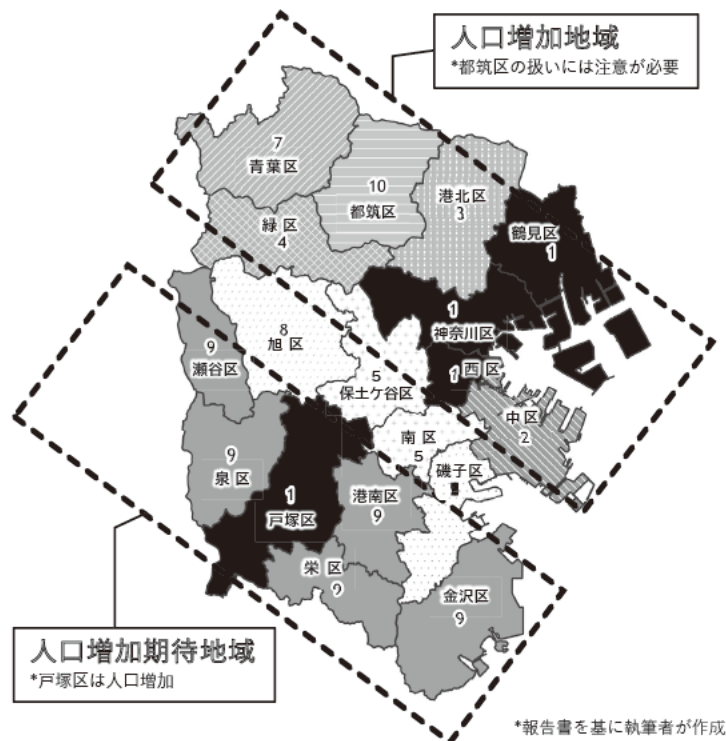 人口増加地域
*都筑区の扱いには注意が必要
7
青葉区
10
都筑区
港北区
3
緑 区
4
鶴見区
1
1
神奈川区
8
旭 区
9
瀬谷区
西 区
1
5
保土ケ谷区
中 区
2
南 区
5
磯子区
9
泉 区
1
戸塚区
港南区
9
栄 区
9
金沢区
9
人口増加期待地域
*戸塚区は人口増加
*報告書を基に執筆者が作成